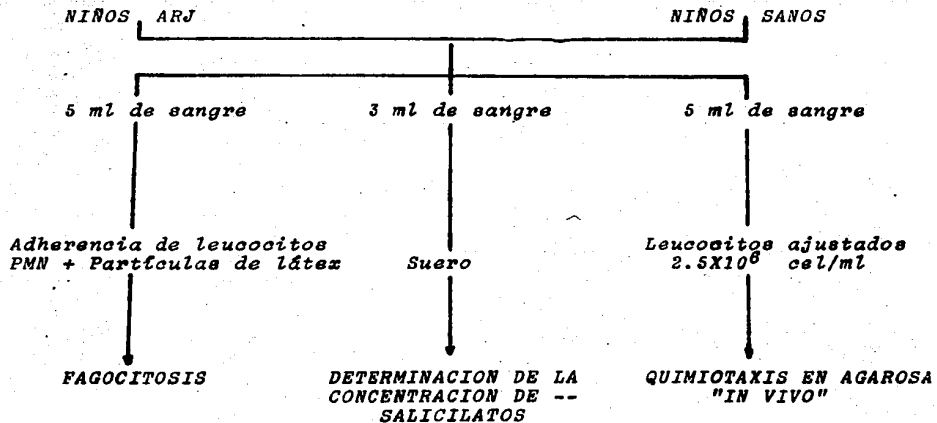 NIÑOS ARJ
NIÑOS SANOS
5 ml de sangre
3 ml de sangre
5 ml de sangre
Adherencia de leucocitos
PMN + Partículas de látex
Suero
Leucocitos ajustados
2.5X10⁶ cel/ml
FAGOCITOSIS
DETERMINACION DE LA
CONCENTRACION DE --
SALICILATOS
QUIMIOTAXIS EN AGAROSA
"IN VIVO"